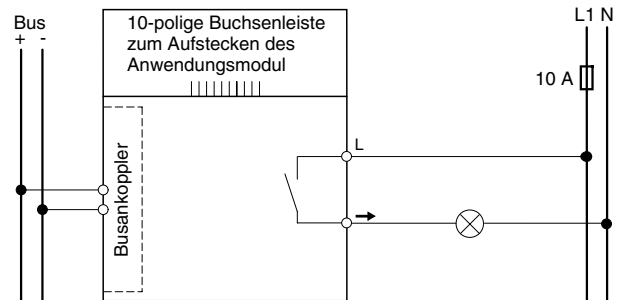 Bus
+ -
10-polige Buchsenleiste
zum Aufstecken des
Anwendungsmodul
L1 N
10 A
L
Busankoppler